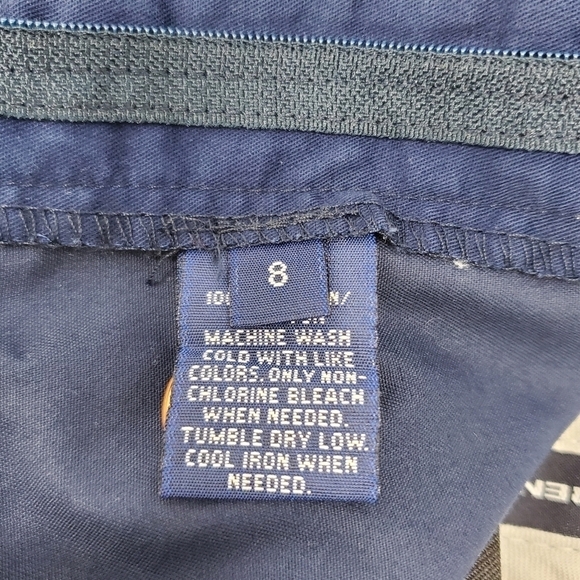 8
MACHINE WASH
COLD WITH LIKE
COLORS. ONLY NON-
CHLORINE BLEACH
WHEN NEEDED.
TUMBLE DRY LOW.
COOL IRON WHEN
NEEDED.